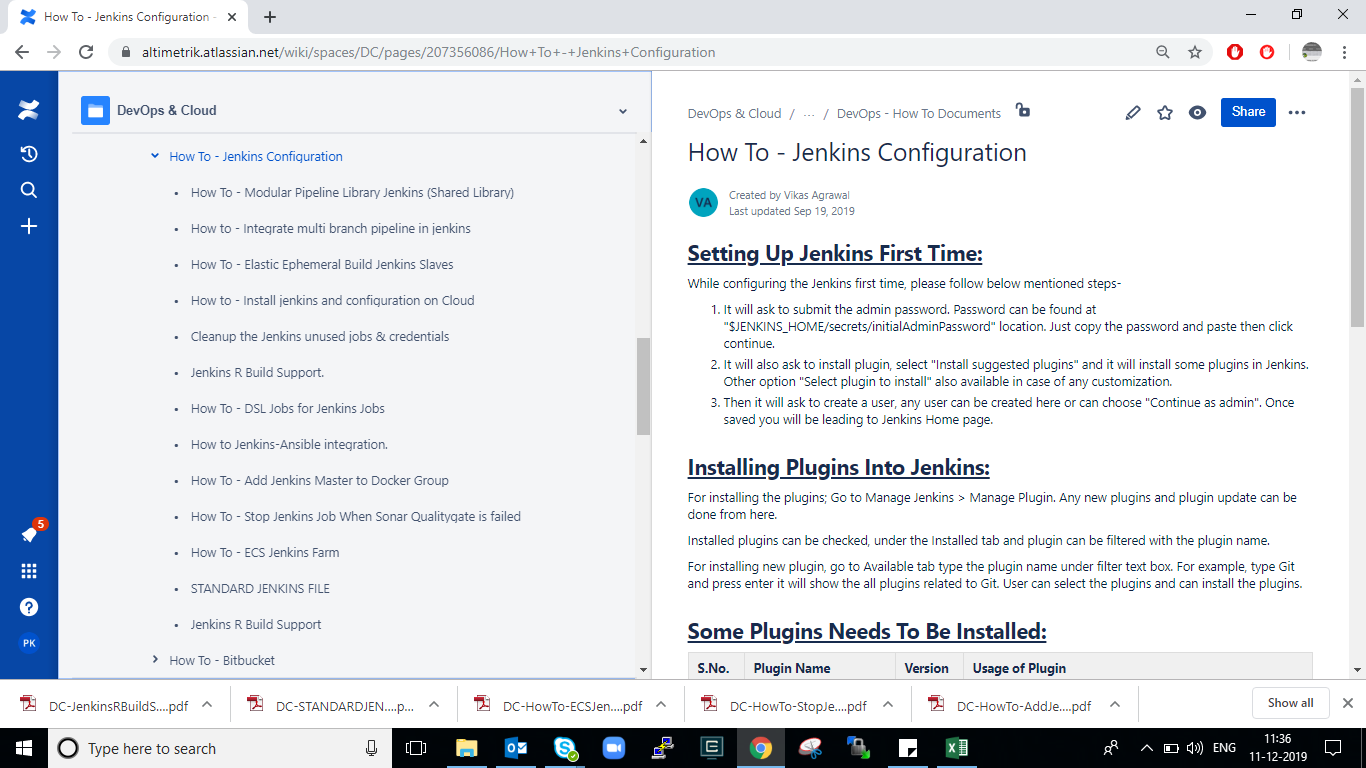 How To - Jenkins Configuration -
altimetrik.atlassian.net/wiki/spaces/DC/pages/207356086/How+To+-+Jenkins+Configuration
DevOps & Cloud
How To - Jenkins Configuration
How To - Modular Pipeline Library Jenkins (Shared Library)
How to - Integrate multi branch pipeline in jenkins
How To - Elastic Ephemeral Build Jenkins Slaves
How to - Install jenkins and configuration on Cloud
Cleanup the Jenkins unused jobs & credentials
Jenkins R Build Support.
How To - DSL Jobs for Jenkins Jobs
How to Jenkins-Ansible integration.
How To - Add Jenkins Master to Docker Group
How To - Stop Jenkins Job When Sonar Qualitygate is failed
How To - ECS Jenkins Farm
STANDARD JENKINS FILE
Jenkins R Build Support
How To - Bitbucket
5
PK
DevOps & Cloud / ... / DevOps - How To Documents
Share
How To - Jenkins Configuration
VA
Created by Vikas Agrawal
Last updated Sep 19, 2019
Setting Up Jenkins First Time:
While configuring the Jenkins first time, please follow below mentioned steps-
1. It will ask to submit the admin password. Password can be found at
"$JENKINS_HOME/secrets/initialAdminPassword" location. Just copy the password and paste then click
continue.
2. It will also ask to install plugin, select "Install suggested plugins" and it will install some plugins in Jenkins.
Other option "Select plugin to install" also available in case of any customization.
3. Then it will ask to create a user, any user can be created here or can choose "Continue as admin". Once
saved you will be leading to Jenkins Home page.
Installing Plugins Into Jenkins:
For installing the plugins; Go to Manage Jenkins > Manage Plugin. Any new plugins and plugin update can be
done from here.
Installed plugins can be checked, under the Installed tab and plugin can be filtered with the plugin name.
For installing new plugin, go to Available tab type the plugin name under filter text box. For example, type Git
and press enter it will show the all plugins related to Git. User can select the plugins and can install the plugins.
Some Plugins Needs To Be Installed:
S.No. Plugin Name Version Usage of Plugin
DC-JenkinsRBuildS....pdf
DC-STANDARDJEN....p...
DC-HowTo-ECSJen....pdf
DC-HowTo-StopJe....pdf
DC-HowTo-AddJe....pdf
Show all
Type here to search
ENG
11:36
11-12-2019